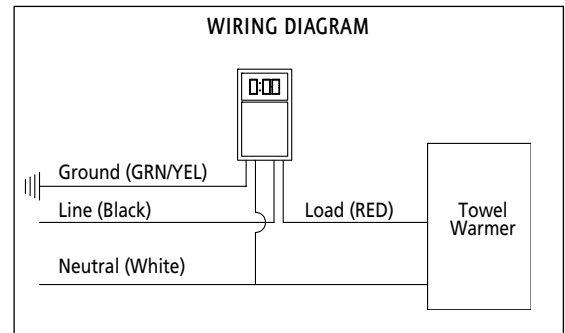 WIRING DIAGRAM
0:00
Ground (GRN/YEL)
Line (Black)
Load (RED)
Towel
Warmer
Neutral (White)